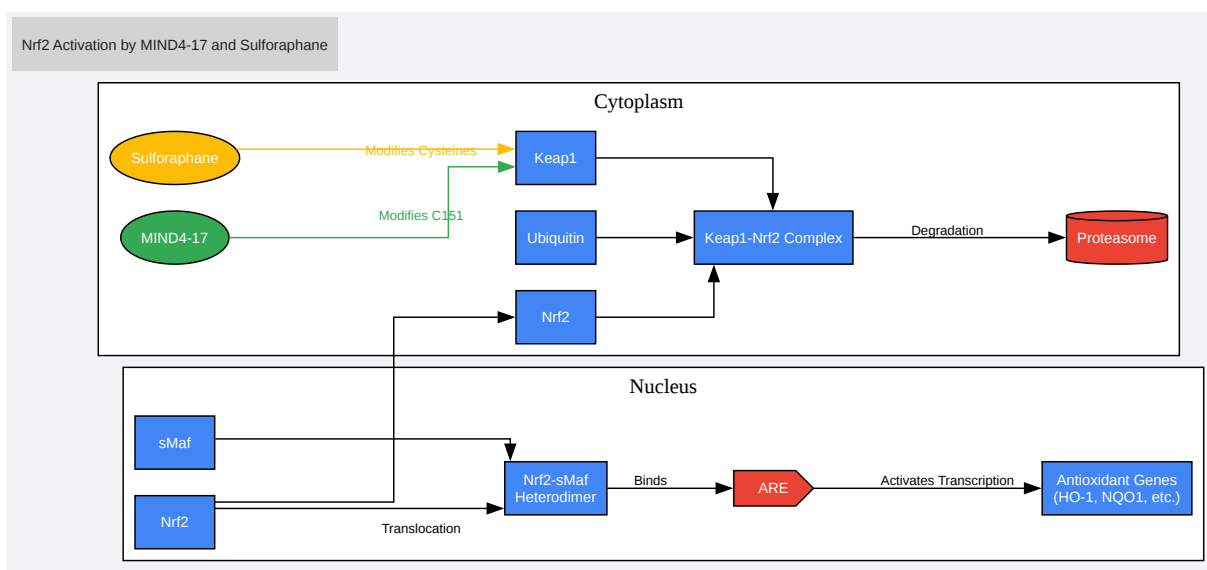 Nrf2 Activation by MIND4-17 and Sulforaphane
Cytoplasm
Sulforaphane
Modifies Cysteines
Keap1
MIND4-17
Modifies C151
Ubiquitin
Keap1-Nrf2 Complex
Degradation
Proteasome
Nrf2
Nucleus
sMaf
Nrf2-sMaf
Heterodimer
Binds
ARE
Activates Transcription
Antioxidant Genes
(HO-1, NQO1, etc.)
Nrf2
Translocation